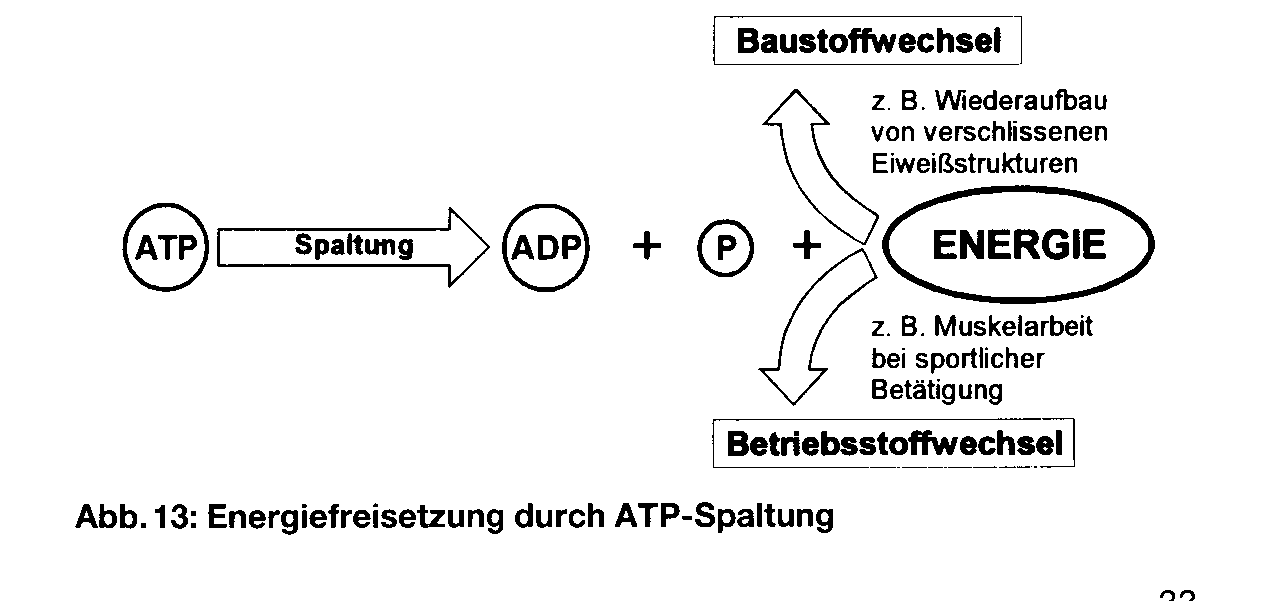 Baustoffwechsel
z. B. Wiederaufbau
von verschlissenen
Eiweißstrukturen
ATP Spaltung ADP + P + ENERGIE
z. B. Muskelarbeit
bei sportlicher
Betätigung
Betriebsstoffwechsel
Abb. 13: Energiefreisetzung durch ATP-Spaltung